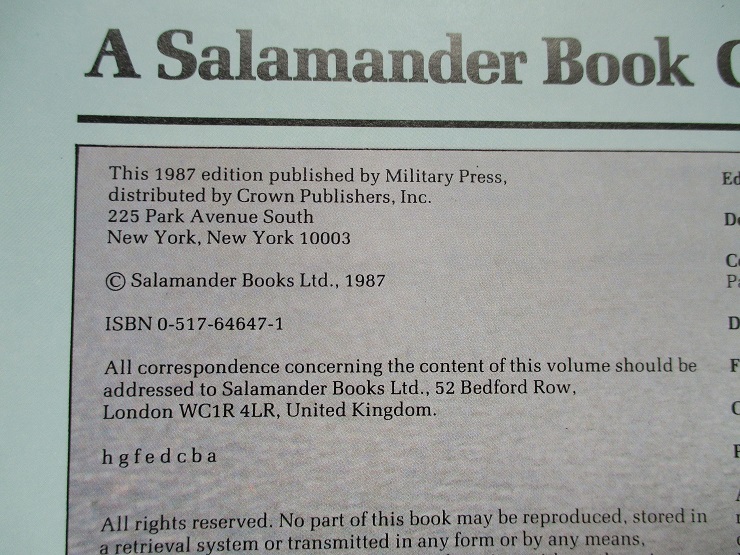 A Salamander Book
This 1987 edition published by Military Press,
distributed by Crown Publishers, Inc.
225 Park Avenue South
New York, New York 10003
© Salamander Books Ltd., 1987
ISBN 0-517-64647-1
All correspondence concerning the content of this volume should be
addressed to Salamander Books Ltd., 52 Bedford Row,
London WC1R 4LR, United Kingdom.
h g f e d c b a
All rights reserved. No part of this book may be reproduced, stored in
a retrieval system or transmitted in any form or by any means,